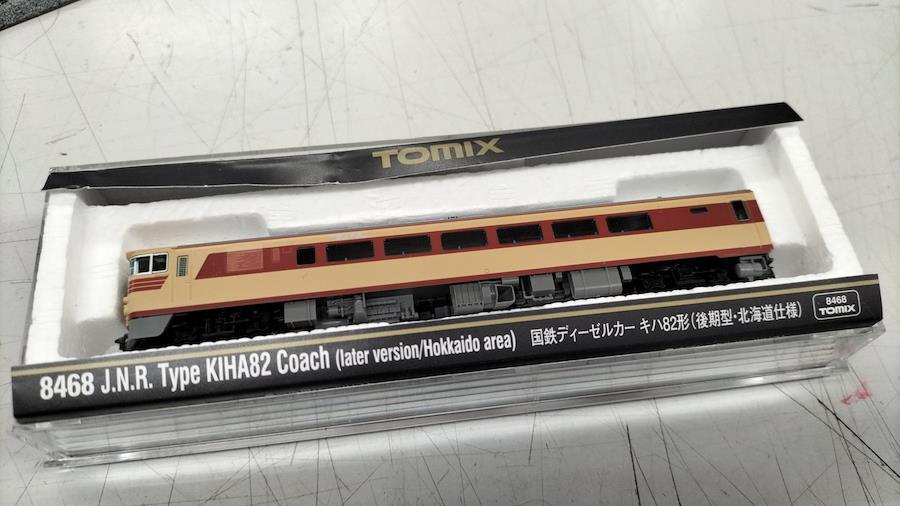 TOMIX
8468 J.N.R. Type KIHA82 Coach (later version/Hokkaido area) 国鉄ディーゼルカー キハ82形(後期型・北海道仕様)
8468
TOMIX